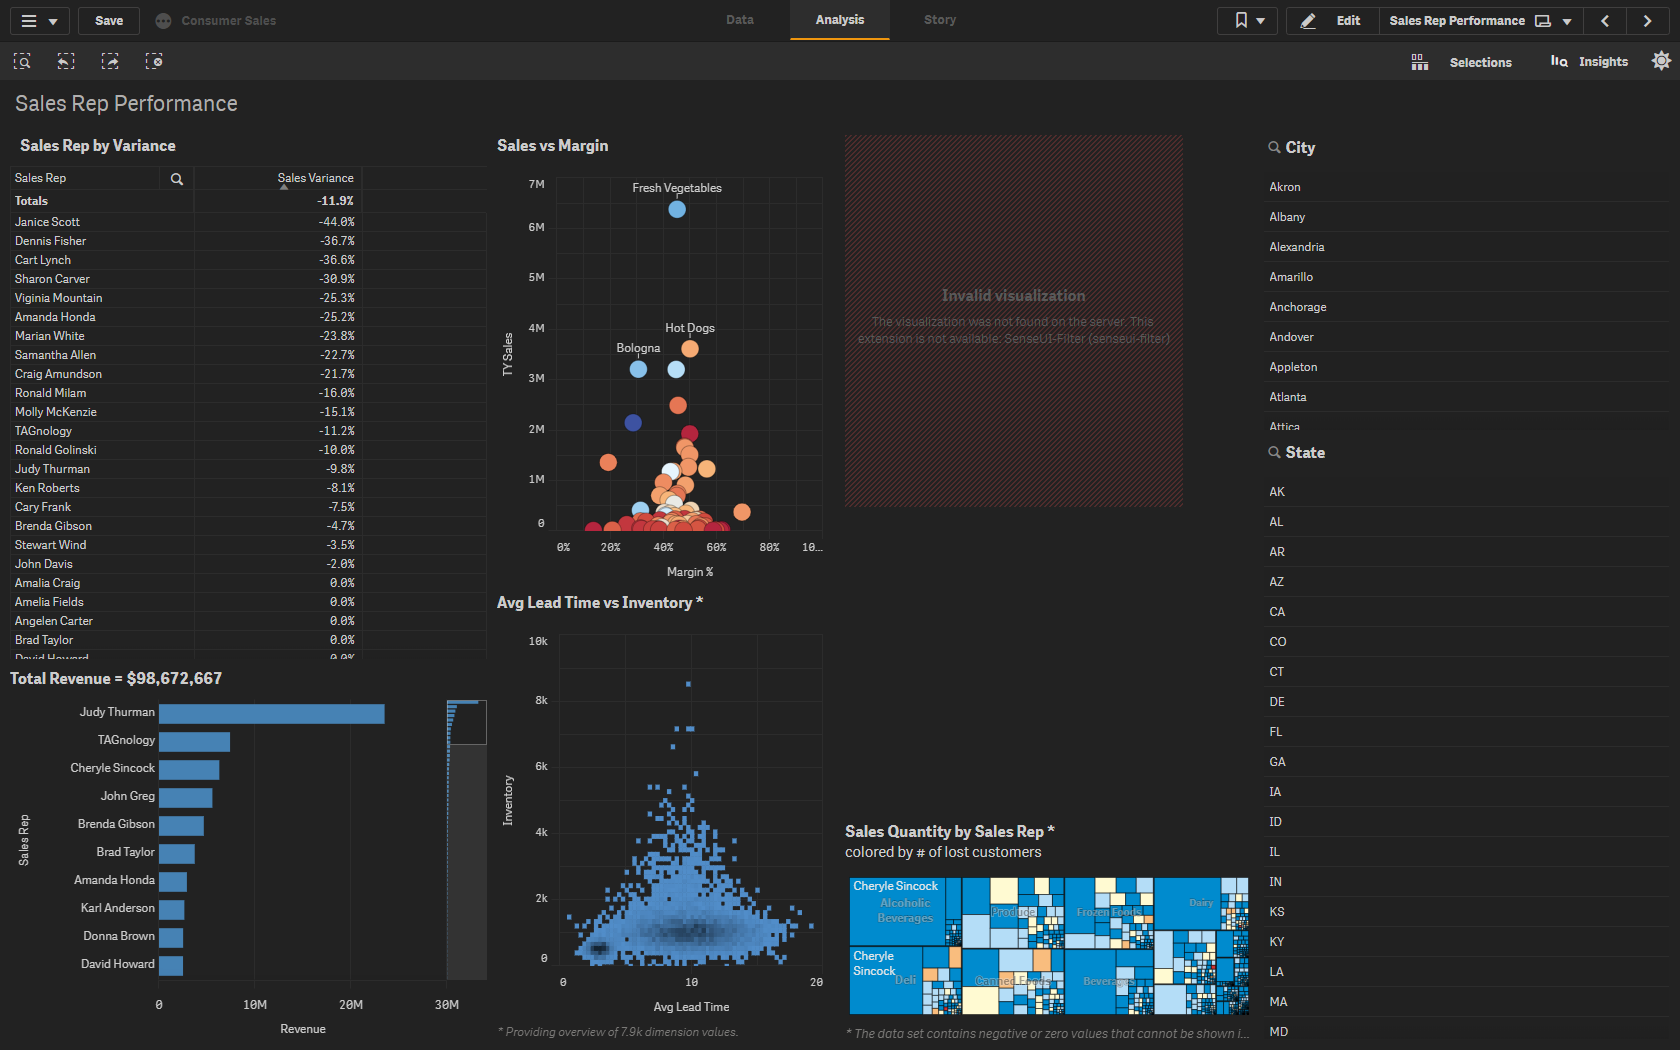 Save
Consumer Sales
Data
Analysis
Story
Edit
Sales Rep Performance
Selections
Insights
Sales Rep Performance
Sales Rep by Variance
Sales Rep
Sales Variance
Totals -11.9%
Janice Scott -44.0%
Dennis Fisher -36.7%
Cart Lynch -36.6%
Sharon Carver -30.9%
Viginia Mountain -25.3%
Amanda Honda -25.2%
Marian White -23.8%
Samantha Allen -22.7%
Craig Amundson -21.7%
Ronald Milam -16.0%
Molly McKenzie -15.1%
TAGnology -11.2%
Ronald Golinski -10.0%
Judy Thurman -9.8%
Ken Roberts -8.1%
Cary Frank -7.5%
Brenda Gibson -4.7%
Stewart Wind -3.5%
John Davis -2.0%
Amalia Craig 0.0%
Amelia Fields 0.0%
Angelen Carter 0.0%
Brad Taylor 0.0%
David Howard 0.0%
Total Revenue = $98,672,667
Sales Rep
Judy Thurman
TAGnology
Cheryle Sincock
John Greg
Brenda Gibson
Brad Taylor
Amanda Honda
Karl Anderson
Donna Brown
David Howard
0 10M 20M 30M
Revenue
Sales vs Margin
TY Sales
7M
6M
5M
4M
3M
2M
1M
0
Fresh Vegetables
Hot Dogs
Bologna
0% 20% 40% 60% 80% 10...
Margin %
Avg Lead Time vs Inventory *
Inventory
10k
8k
6k
4k
2k
0
0 10 20
Avg Lead Time
* Providing overview of 7.9k dimension values.
Invalid visualization
The visualization was not found on the server. This
extension is not available: SenseUI-Filter (senseui-filter)
Sales Quantity by Sales Rep *
colored by # of lost customers
Cheryle Sincock
Alcoholic
Beverages
Produce
Frozen Foods
Dairy
Cheryle
Sincock
Deli
Canned Foods
Beverages
* The data set contains negative or zero values that cannot be shown i...
City
Akron
Albany
Alexandria
Amarillo
Anchorage
Andover
Appleton
Atlanta
Attica
State
AK
AL
AR
AZ
CA
CO
CT
DE
FL
GA
IA
ID
IL
IN
KS
KY
LA
MA
MD